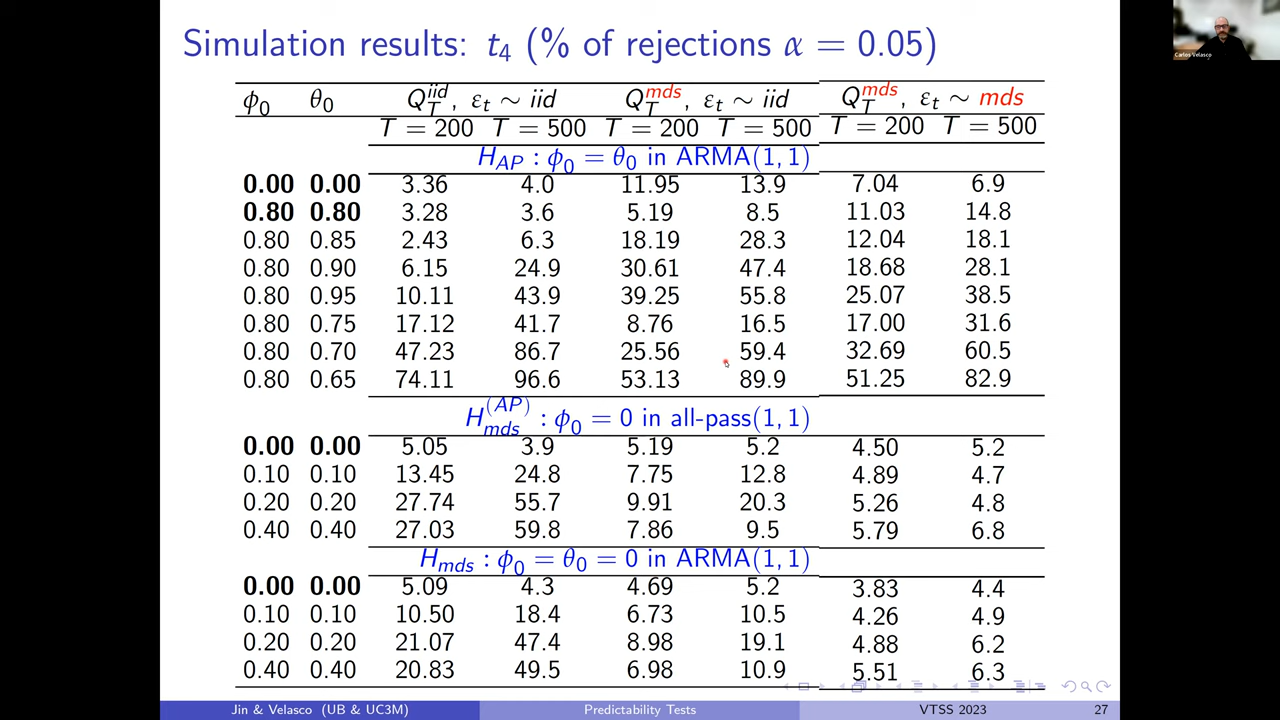 Simulation results: t₄ (% of rejections α = 0.05)
Carlos Velasco
ϕ₀ θ₀ Q_T^iid, ε_t ∼ iid Q_T^mds, ε_t ∼ iid Q_T^mds, ε_t ∼ mds
T = 200 T = 500 T = 200 T = 500 T = 200 T = 500
H_AP : ϕ₀ = θ₀ in ARMA(1, 1)
0.00 0.00 3.36 4.0 11.95 13.9 7.04 6.9
0.80 0.80 3.28 3.6 5.19 8.5 11.03 14.8
0.80 0.85 2.43 6.3 18.19 28.3 12.04 18.1
0.80 0.90 6.15 24.9 30.61 47.4 18.68 28.1
0.80 0.95 10.11 43.9 39.25 55.8 25.07 38.5
0.80 0.75 17.12 41.7 8.76 16.5 17.00 31.6
0.80 0.70 47.23 86.7 25.56 59.4 32.69 60.5
0.80 0.65 74.11 96.6 53.13 89.9 51.25 82.9
H_mds^(AP) : ϕ₀ = 0 in all-pass(1, 1)
0.00 0.00 5.05 3.9 5.19 5.2 4.50 5.2
0.10 0.10 13.45 24.8 7.75 12.8 4.89 4.7
0.20 0.20 27.74 55.7 9.91 20.3 5.26 4.8
0.40 0.40 27.03 59.8 7.86 9.5 5.79 6.8
H_mds : ϕ₀ = θ₀ = 0 in ARMA(1, 1)
0.00 0.00 5.09 4.3 4.69 5.2 3.83 4.4
0.10 0.10 10.50 18.4 6.73 10.5 4.26 4.9
0.20 0.20 21.07 47.4 8.98 19.1 4.88 6.2
0.40 0.40 20.83 49.5 6.98 10.9 5.51 6.3
Jin & Velasco (UB & UC3M) Predictability Tests VTSS 2023 27